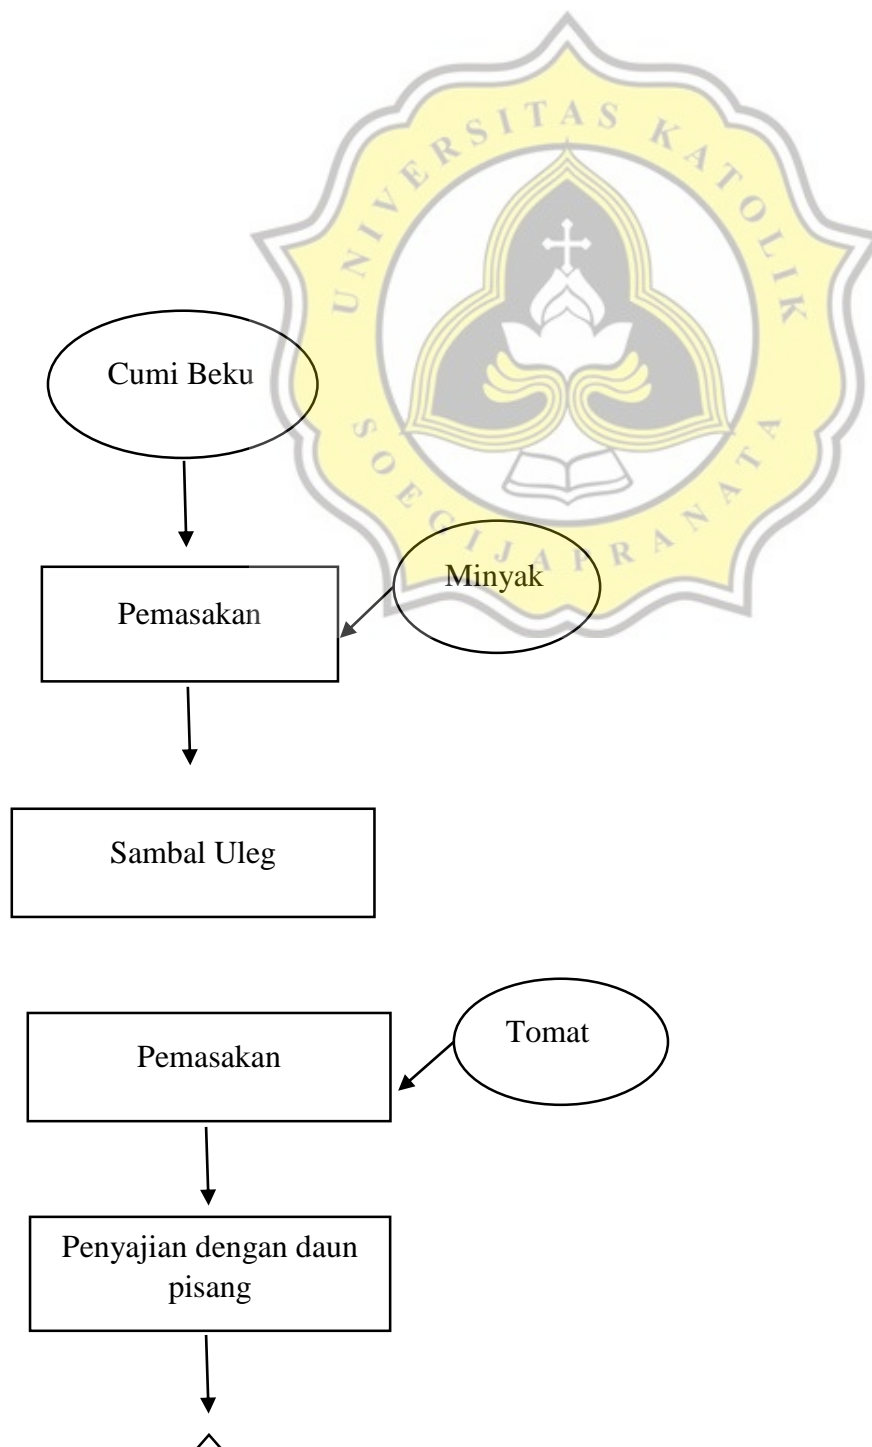 UNIVERSITAS KATOLIK
SOEGIJAPRANATA
Cumi Beku
Minyak
Pemasakan
Sambal Uleg
Tomat
Pemasakan
Penyajian dengan daun
pisang